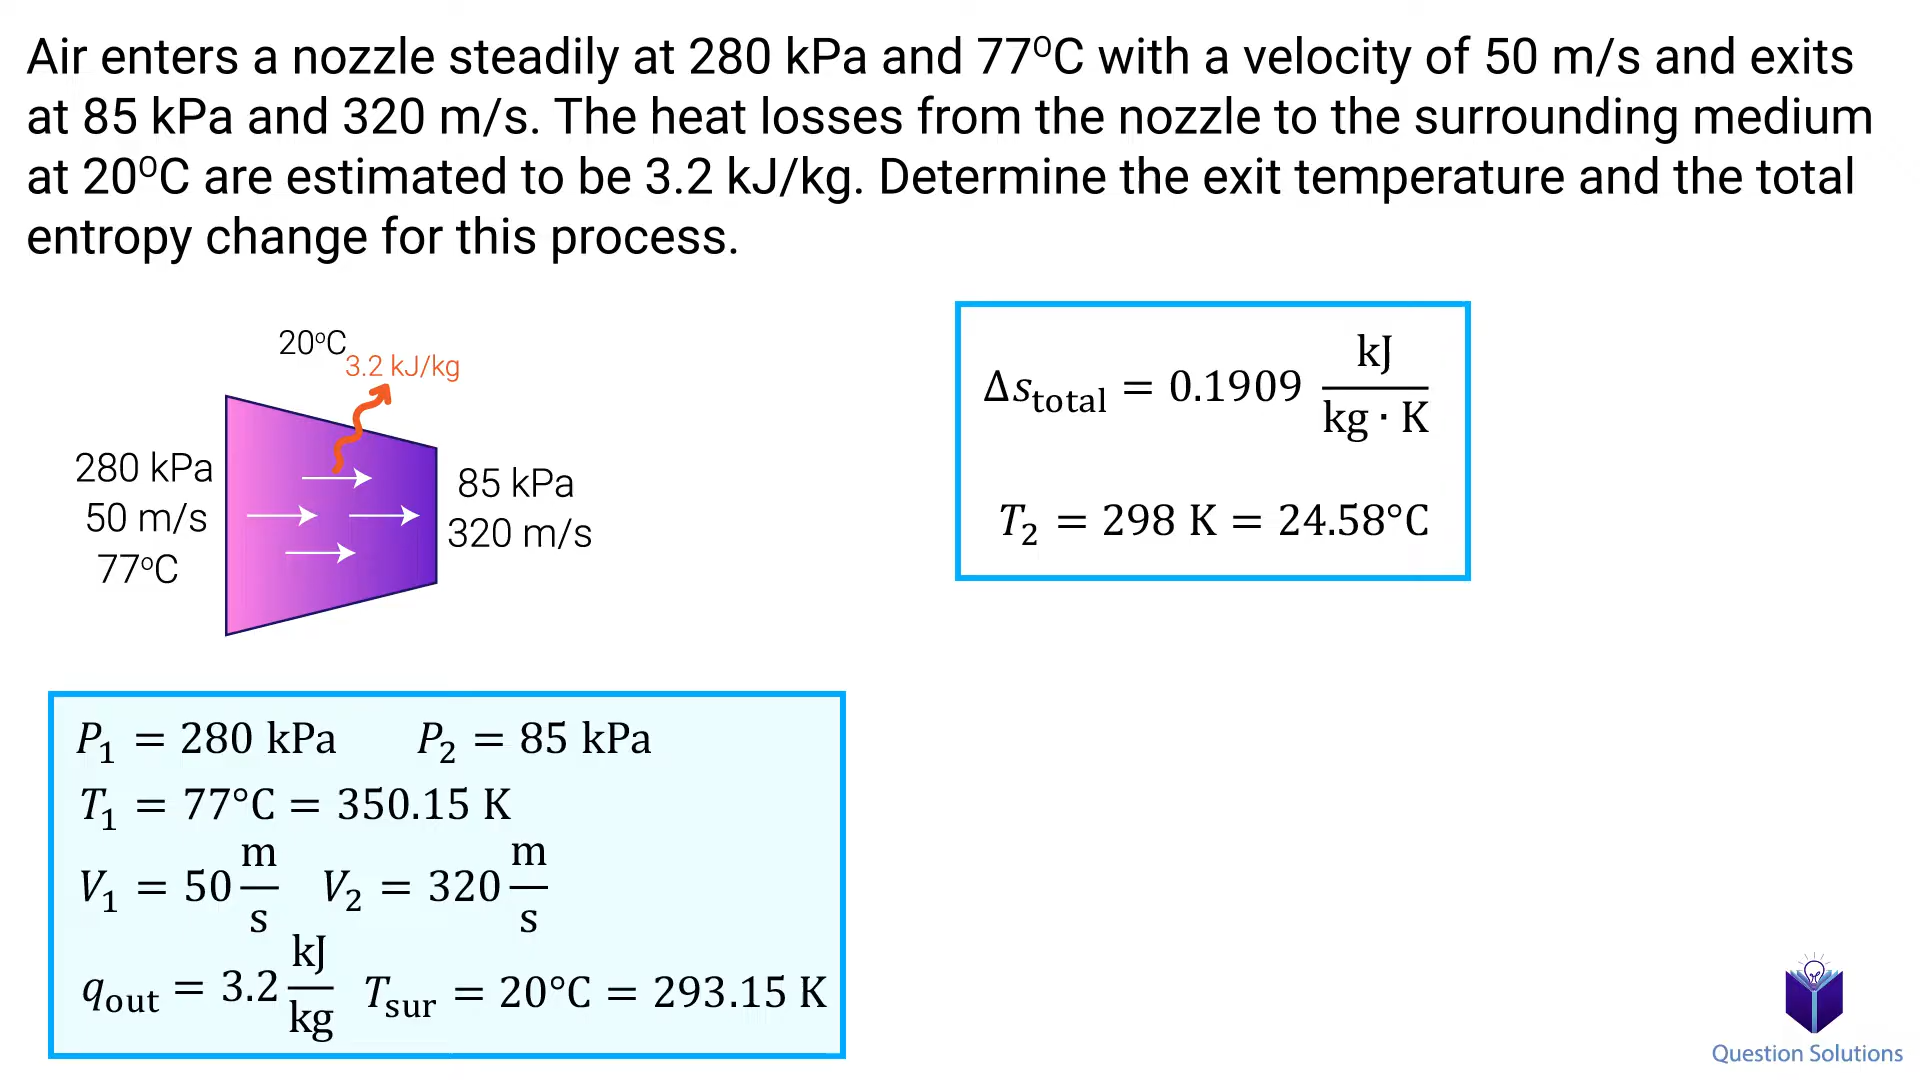 Air enters a nozzle steadily at 280 kPa and 77⁰C with a velocity of 50 m/s and exits
at 85 kPa and 320 m/s. The heat losses from the nozzle to the surrounding medium
at 20⁰C are estimated to be 3.2 kJ/kg. Determine the exit temperature and the total
entropy change for this process.
20ºC
3.2 kJ/kg
280 kPa
50 m/s
77ºC
85 kPa
320 m/s
Δs_total = 0.1909 kJ/(kg · K)
T₂ = 298 K = 24.58°C
P₁ = 280 kPa P₂ = 85 kPa
T₁ = 77°C = 350.15 K
V₁ = 50 m/s V₂ = 320 m/s
q_out = 3.2 kJ/kg T_sur = 20°C = 293.15 K
Question Solutions